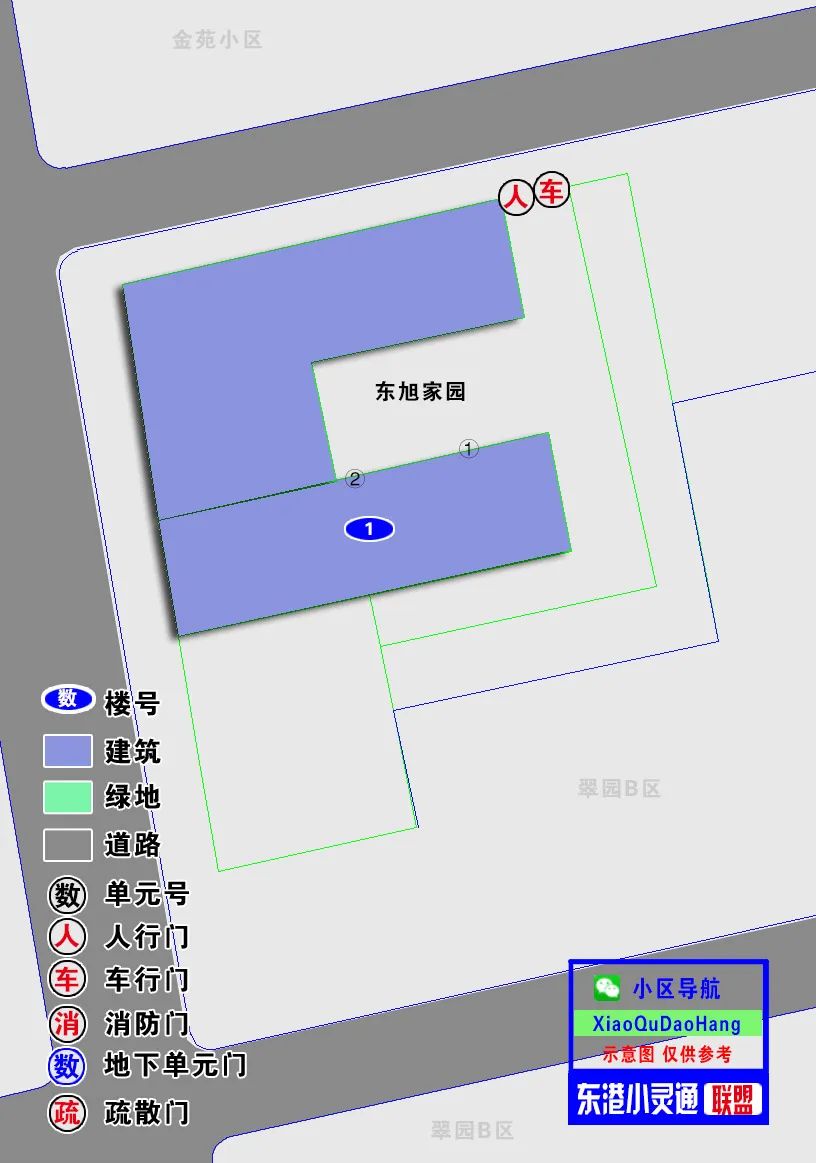 金苑小区
人
车
东旭家园
①
②
1
数 楼号
建筑
绿地
道路
翠园B区
数 单元号
人 人行门
车 车行门
消 消防门
数 地下单元门
疏 疏散门
小区导航
XiaoQuDaoHang
示意图 仅供参考
东港小灵通 联盟
翠园B区